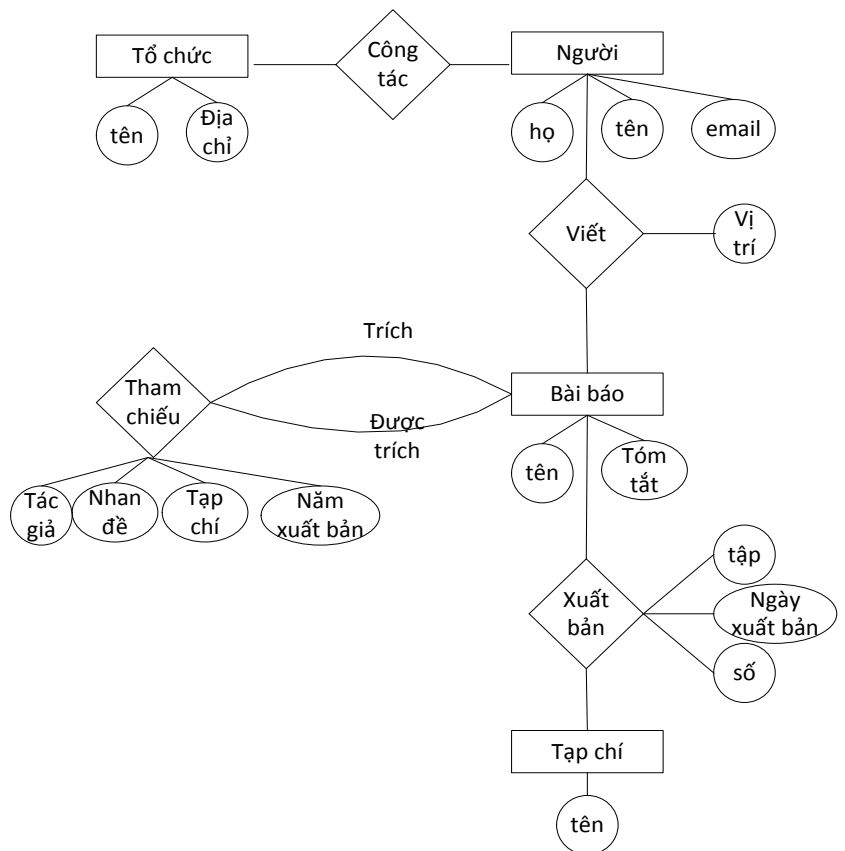 Tổ chức
Công
tác
Người
tên
Địa
chỉ
họ
tên
email
Viết
Vị
trí
Trích
Tham
chiếu
Bài báo
Được
trích
tên
Tóm
tắt
Tác
giả
Nhan
đề
Tạp
chí
Năm
xuất bản
tập
Xuất
bản
Ngày
xuất bản
số
Tạp chí
tên